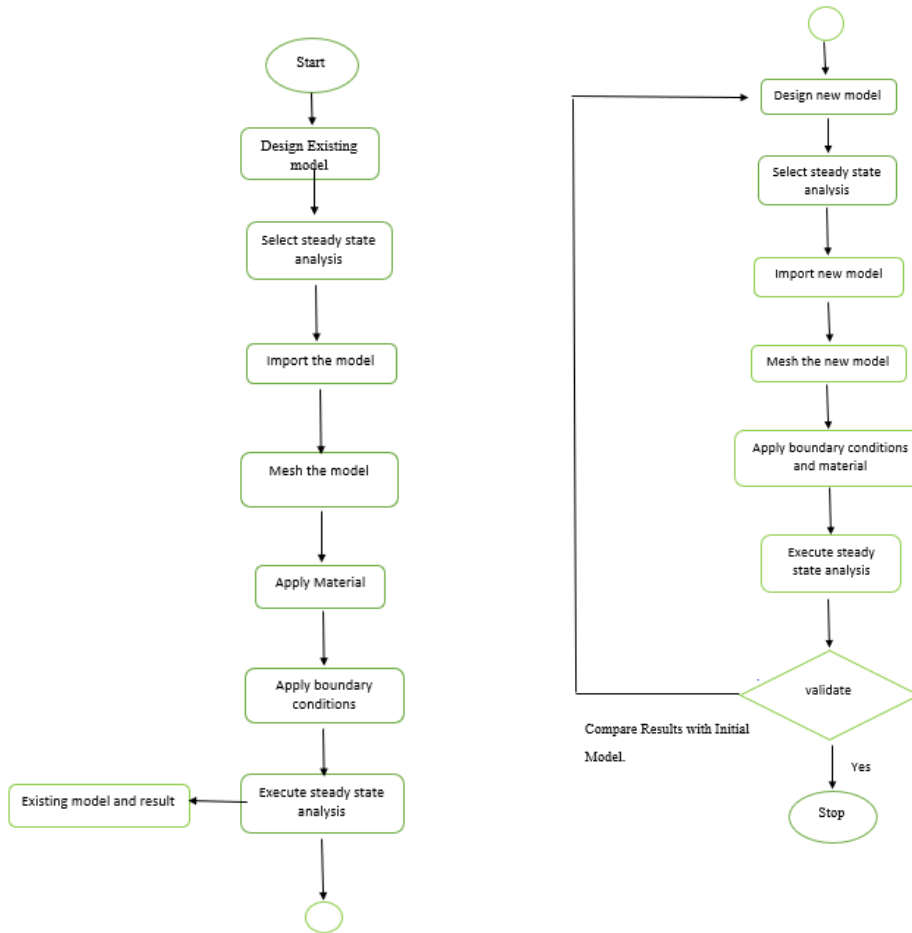 Start
Design Existing
model
Select steady state
analysis
Import the model
Mesh the model
Apply Material
Apply boundary
conditions
Execute steady state
analysis
Existing model and result
Design new model
Select steady state
analysis
Import new model
Mesh the new model
Apply boundary conditions
and material
Execute steady
state analysis
validate
Compare Results with Initial
Model.
Yes
Stop